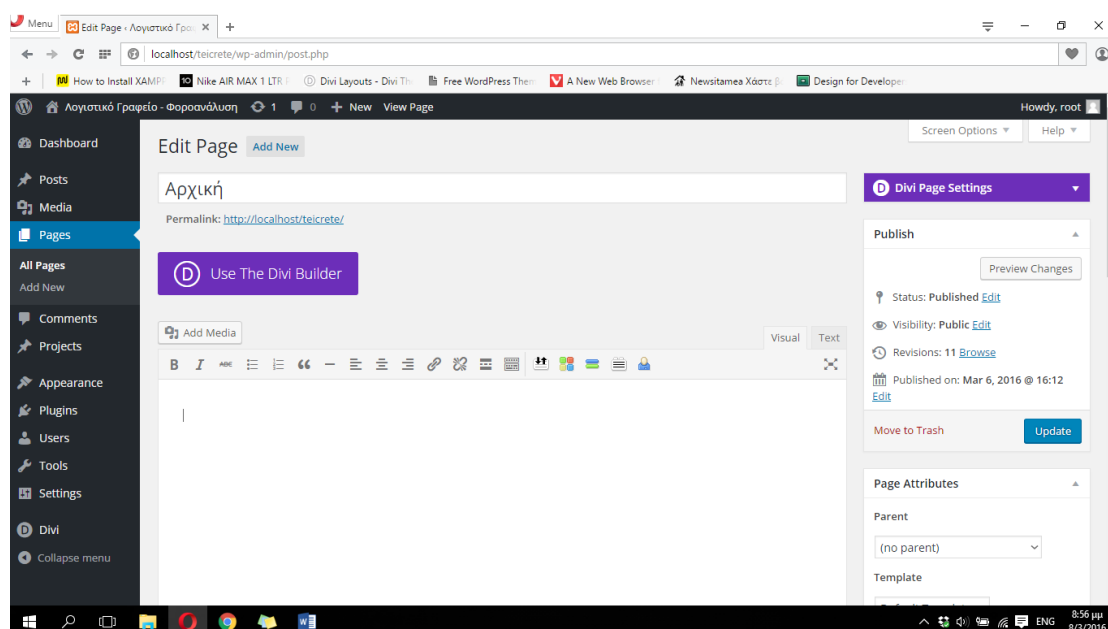 Menu
Edit Page ‹ Λογιστικό Γρα
localhost/teicrete/wp-admin/post.php
How to Install XAMP
Nike AIR MAX 1 LTR
Divi Layouts - Divi Th
Free WordPress Them
A New Web Browser
Newsitamea Χάστε
Design for Developer
Λογιστικό Γραφείο - Φοροανάλυση
1
0
+ New
View Page
Howdy, root
Dashboard
Posts
Media
Pages
All Pages
Add New
Comments
Projects
Appearance
Plugins
Users
Tools
Settings
Divi
Collapse menu
Screen Options
Help
Edit Page
Add New
Αρχική
Permalink: http://localhost/teicrete/
D Use The Divi Builder
Add Media
Visual
Text
B I ABC
D Divi Page Settings
Publish
Preview Changes
Status: Published Edit
Visibility: Public Edit
Revisions: 11 Browse
Published on: Mar 6, 2016 @ 16:12
Edit
Move to Trash
Update
Page Attributes
Parent
(no parent)
Template
ENG
8:56 μμ
8/3/2016